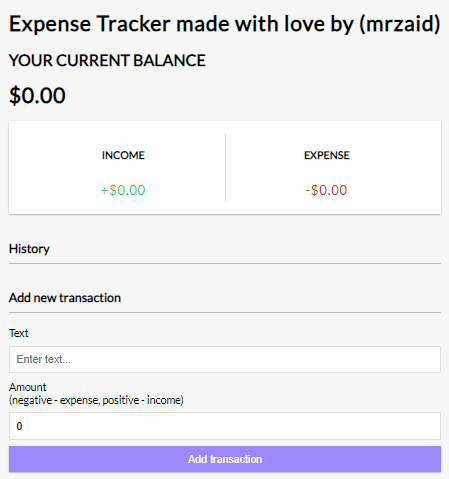 Expense Tracker made with love by (mrzaid)
YOUR CURRENT BALANCE
$0.00
INCOME EXPENSE
+$0.00 -$0.00
History
Add new transaction
Text
Enter text...
Amount
(negative - expense, positive - income)
0
Add transaction